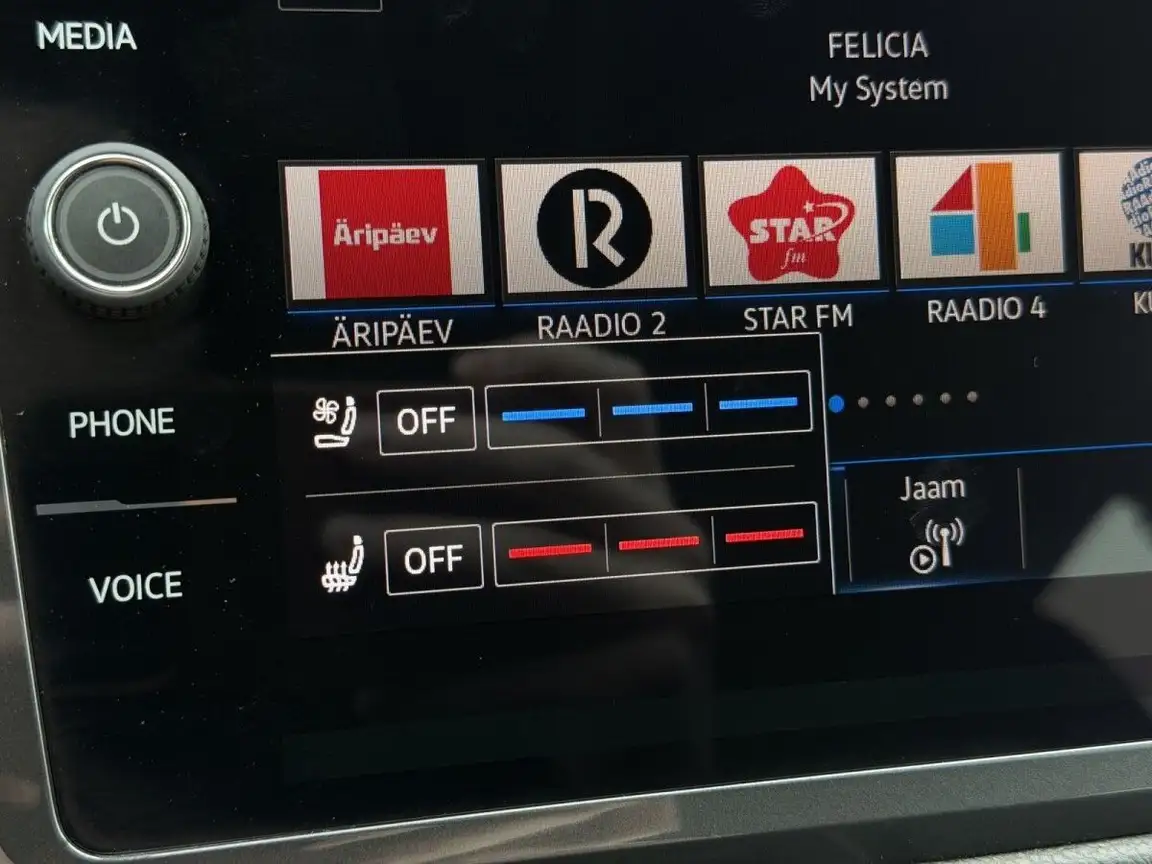 MEDIA
FELICIA
My System
Äripäev
R
STAR
fm
4
ÄRIPÄEV
RAADIO 2
STAR FM
RAADIO 4
PHONE
OFF
Jaam
VOICE
OFF